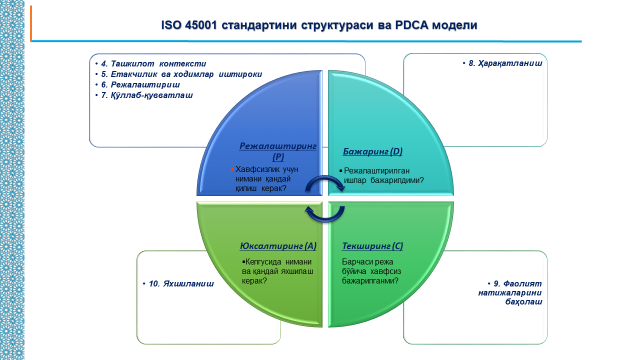 ISO 45001 стандартини структураси ва PDCA модели
• 4. Ташкилот контексти
• 5. Етакчилик ва ходимлар иштироки
• 6. Режалаштириш
• 7. Қўллаб-қувватлаш
• 8. Ҳарақатланиш
Режалаштиринг
(P)
•Хавфсизлик учун
нимани қандай
қилиш керак?
Бажаринг (D)
▪Режалаштирилган
ишлар бажарилдими?
Юксалтиринг (A)
▪Келгусида нимани
ва қандай яхшилаш
керак?
Текширинг (C)
Барчаси режа
бўйича хавфсиз
бажарилганми?
• 10. Яхшиланиш
• 9. Фаолият
натижаларини
баҳолаш